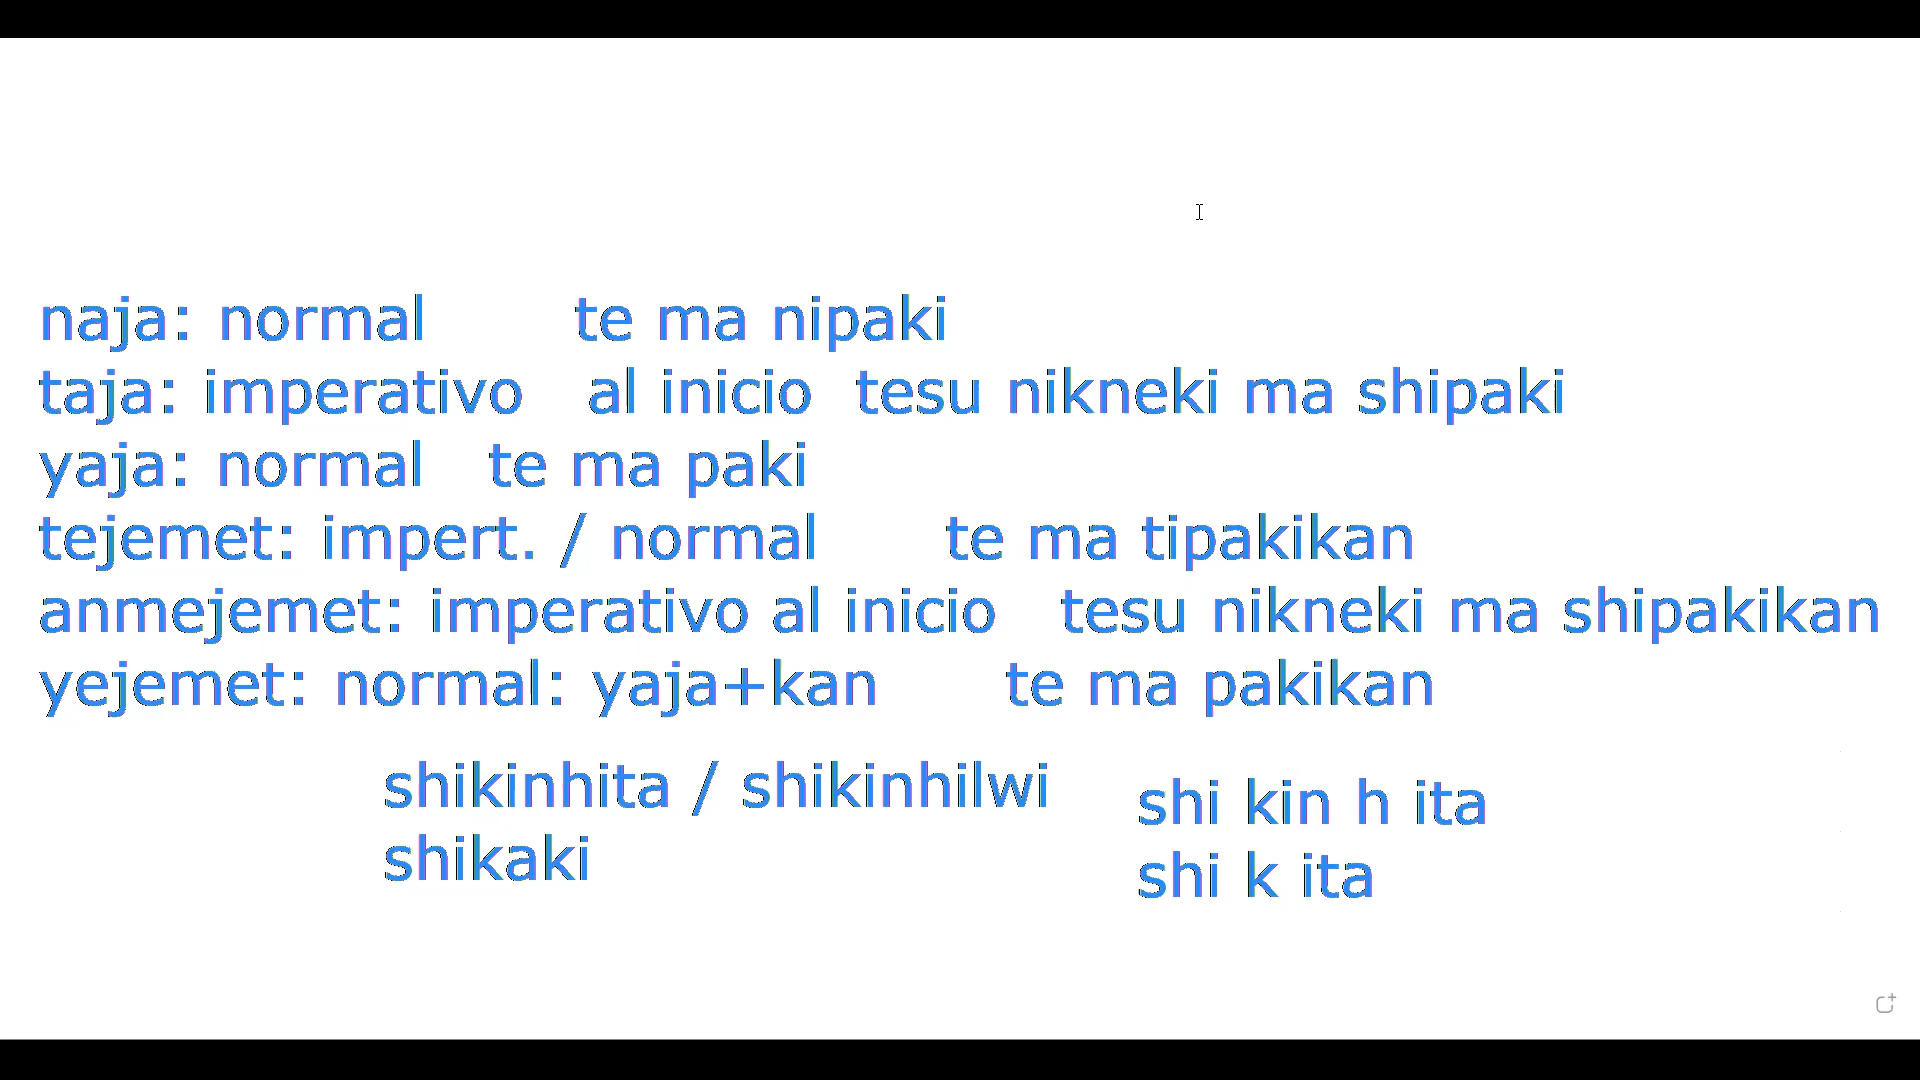 naja: normal te ma nipaki
taja: imperativo al inicio tesu nikneki ma shipaki
yaja: normal te ma paki
tejemet: impert. / normal te ma tipakikan
anmejemet: imperativo al inicio tesu nikneki ma shipakikan
yejemet: normal: yaja+kan te ma pakikan
shikinhita / shikinhilwi
shikaki
shi kin h ita
shi k ita